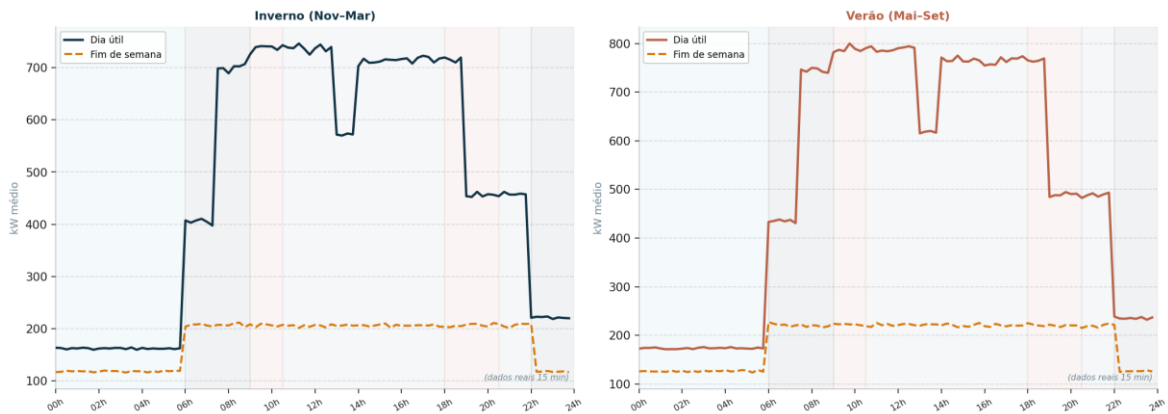 Inverno (Nov–Mar)
Dia útil
Fim de semana
kW médio
700
600
500
400
300
200
100
(dados reais 15 min)
00h
02h
04h
06h
08h
10h
12h
14h
16h
18h
20h
22h
24h
Verão (Mai–Set)
Dia útil
Fim de semana
kW médio
800
700
600
500
400
300
200
100
(dados reais 15 min)
00h
02h
04h
06h
08h
10h
12h
14h
16h
18h
20h
22h
24h